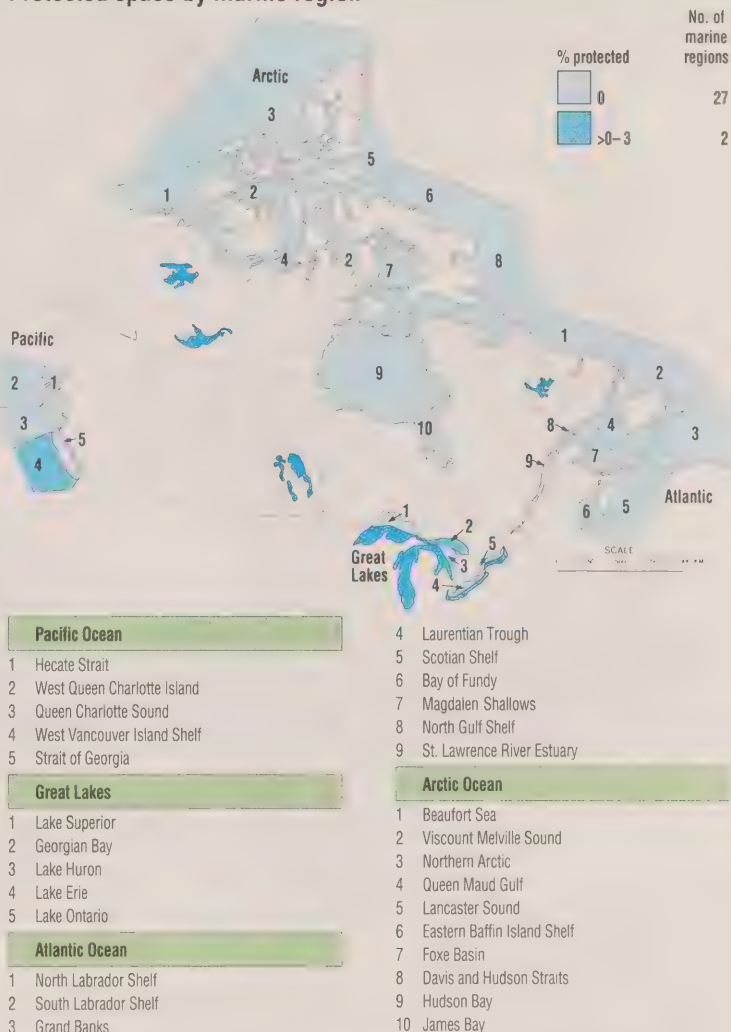 No. of
marine
regions
% protected
0 27
>0–3 2
Arctic
3
5
1
2
6
4
2
7
8
Pacific
2
1
3
5
4
9
10
1
2
8
4
3
7
9
6
5
Atlantic
SCALE
1
2
5
Great
Lakes
3
4
Pacific Ocean
1 Hecate Strait
2 West Queen Charlotte Island
3 Queen Charlotte Sound
4 West Vancouver Island Shelf
5 Strait of Georgia
Great Lakes
1 Lake Superior
2 Georgian Bay
3 Lake Huron
4 Lake Erie
5 Lake Ontario
Atlantic Ocean
1 North Labrador Shelf
2 South Labrador Shelf
3 Grand Banks
4 Laurentian Trough
5 Scotian Shelf
6 Bay of Fundy
7 Magdalen Shallows
8 North Gulf Shelf
9 St. Lawrence River Estuary
Arctic Ocean
1 Beaufort Sea
2 Viscount Melville Sound
3 Northern Arctic
4 Queen Maud Gulf
5 Lancaster Sound
6 Eastern Baffin Island Shelf
7 Foxe Basin
8 Davis and Hudson Straits
9 Hudson Bay
10 James Bay